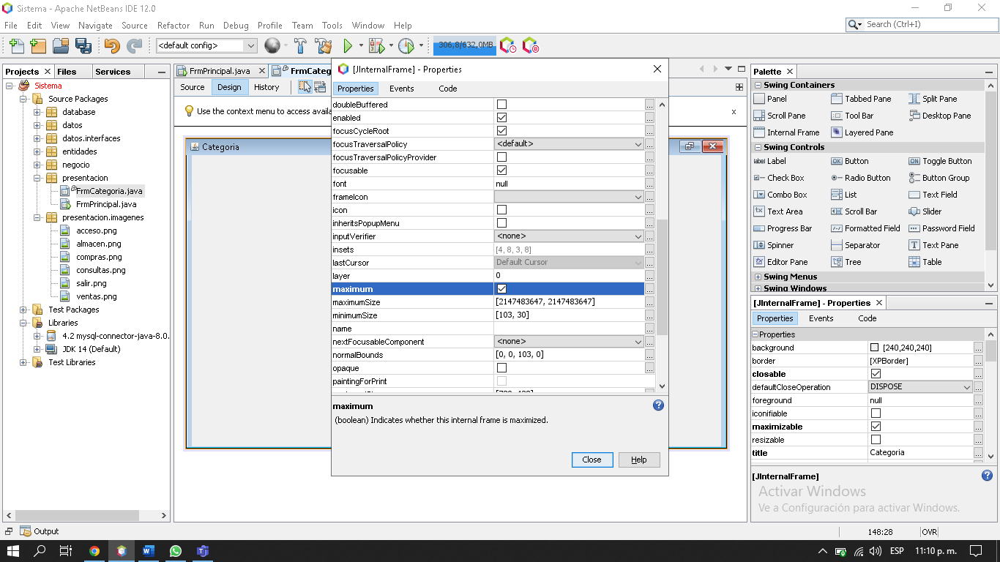 Sistema - Apache NetBeans IDE 12.0
File Edit View Navigate Source Refactor Run Debug Profile Team Tools Window Help
Search (Ctrl+I)
<default config>
306,8/632,0MB
Projects Files Services
Sistema
Source Packages
database
datos
datos.interfaces
entidades
negocio
presentacion
FrmCategoria.java
FrmPrincipal.java
presentacion.imagenes
acceso.png
almacen.png
compras.png
consultas.png
salir.png
ventas.png
Test Packages
Libraries
4.2 mysql-connector-java-8.0.
JDK 14 (Default)
Test Libraries
FrmPrincipal.java FrmCateg
Source Design History
Use the context menu to access availa
x
Categoria
[JInternalFrame] - Properties
Properties Events Code
doubleBuffered
enabled
focusCycleRoot
focusTraversalPolicy <default>
focusTraversalPolicyProvider
focusable
font null
frameIcon
icon
inheritsPopupMenu
inputVerifier <none>
insets [4, 8, 3, 8]
lastCursor Default Cursor
layer 0
maximum
maximumSize [2147483647, 2147483647]
minimumSize [103, 30]
name
nextFocusableComponent <none>
normalBounds [0, 0, 103, 0]
opaque
paintingForPrint
maximum
(boolean) Indicates whether this internal frame is maximized.
Close Help
Palette
Swing Containers
Panel Tabbed Pane Split Pane
Scroll Pane Tool Bar Desktop Pane
Internal Frame Layered Pane
Swing Controls
label Label OK Button OK Toggle Button
Check Box Radio Button Button Group
Combo Box List Text Field
Text Area Scroll Bar Slider
Progress Bar Formatted Field Password Field
Spinner Separator Text Pane
Editor Pane Tree Table
Swing Menus
Swing Windows
[JInternalFrame] - Properties
Properties Events Code
Properties
background [240,240,240]
border [XPBorder]
closable
defaultCloseOperation DISPOSE
foreground null
iconifiable
maximizable
resizable
title Categoria
[JInternalFrame]
Activar Windows
Ve a Configuración para activar Windows.
Output
148:28 OVR
ESP 11:10 p. m.